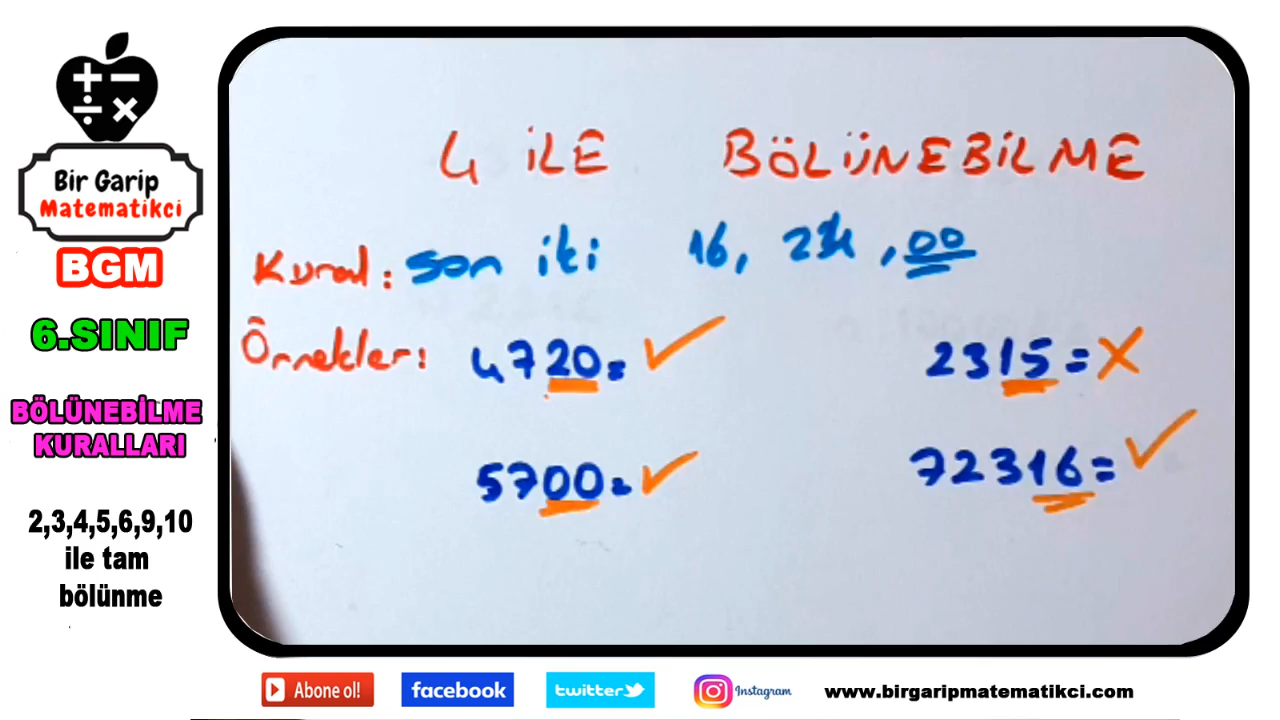 Bir Garip
Matematikci
BGM
6.SINIF
BÖLÜNEBİLME
KURALLARI
2,3,4,5,6,9,10
ile tam
bölünme
4 İLE BÖLÜNEBİLME
Kural: son iki 16, 24, 00
Örnekler: 4720= ✓ 2315= X
5700= ✓ 72316= ✓
Abone ol!
facebook
twitter
Instagram
www.birgaripmatematikci.com